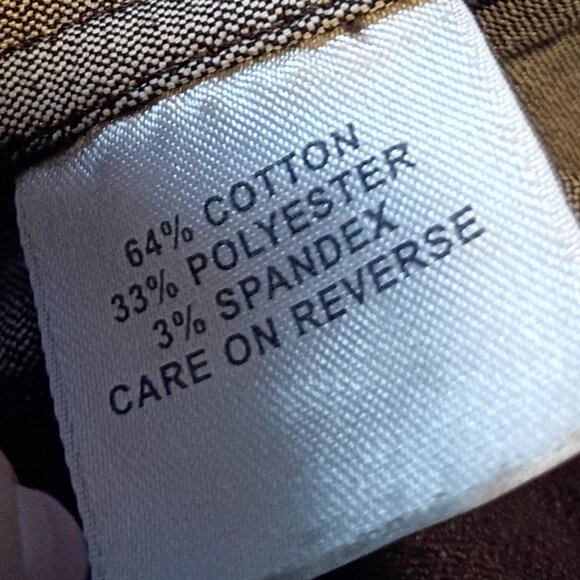 64% COTTON
33% POLYESTER
3% SPANDEX
CARE ON REVERSE